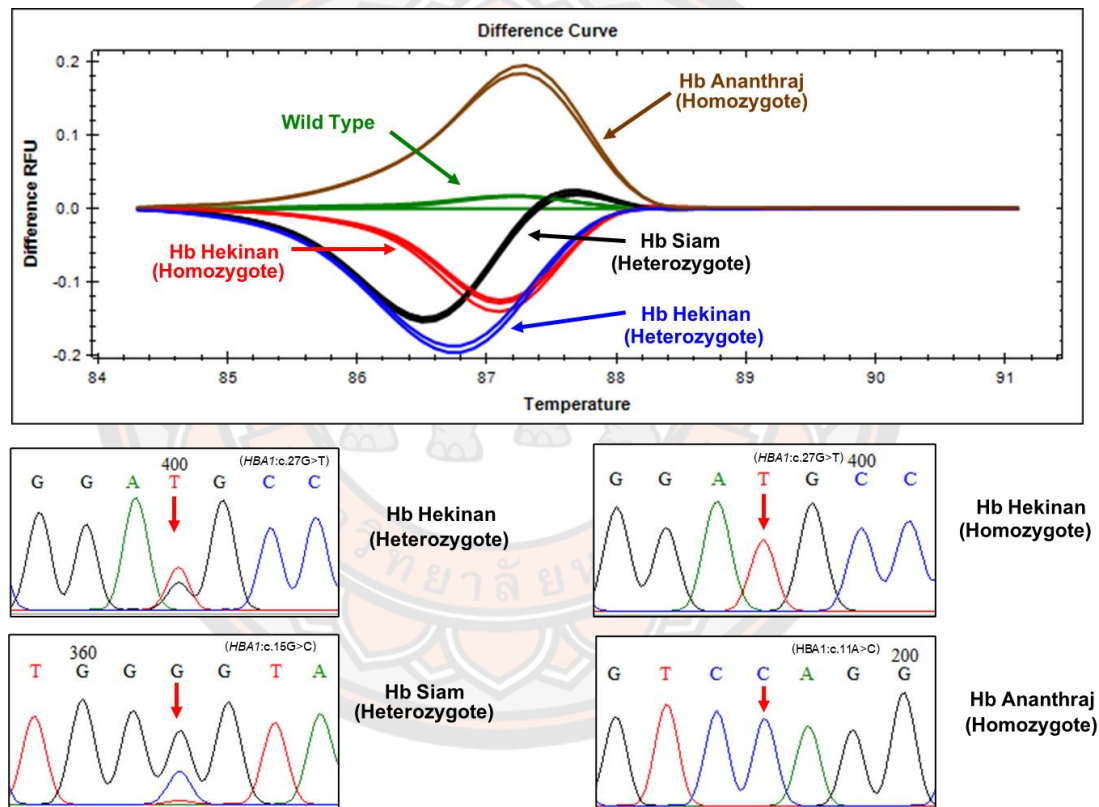 Difference Curve
Difference RFU
0.2
0.1
0.0
-0.1
-0.2
Hb Ananthraj
(Homozygote)
Wild Type
Hb Siam
(Heterozygote)
Hb Hekinan
(Homozygote)
Hb Hekinan
(Heterozygote)
84 85 86 87 88 89 90 91
Temperature
400 (HBA1:c.27G>T)
G G A T G C C
Hb Hekinan
(Heterozygote)
(HBA1:c.27G>T) 400
G G A T G C C
Hb Hekinan
(Homozygote)
360 (HBA1:c.15G>C)
T G G G G T A
Hb Siam
(Heterozygote)
(HBA1:c.11A>C) 200
G T C C A G G
Hb Ananthraj
(Homozygote)